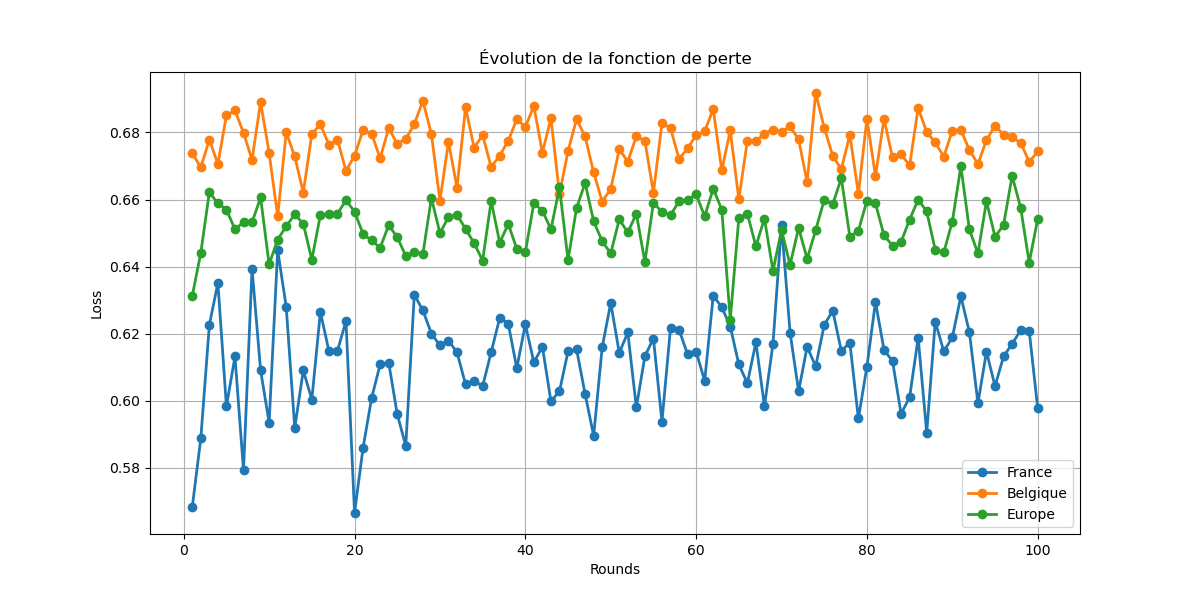 Évolution de la fonction de perte
Loss
0.68
0.66
0.64
0.62
0.60
0.58
0
20
40
60
80
100
Rounds
France
Belgique
Europe